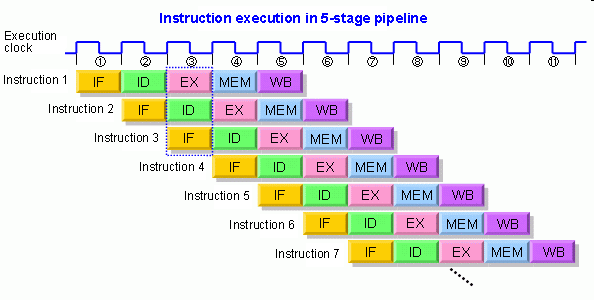 Instruction execution in 5-stage pipeline
Execution
clock
① ② ③ ④ ⑤ ⑥ ⑦ ⑧ ⑨ ⑩ ⑪
Instruction 1 IF ID EX MEM WB
Instruction 2 IF ID EX MEM WB
Instruction 3 IF ID EX MEM WB
Instruction 4 IF ID EX MEM WB
Instruction 5 IF ID EX MEM WB
Instruction 6 IF ID EX MEM WB
Instruction 7 IF ID EX MEM WB